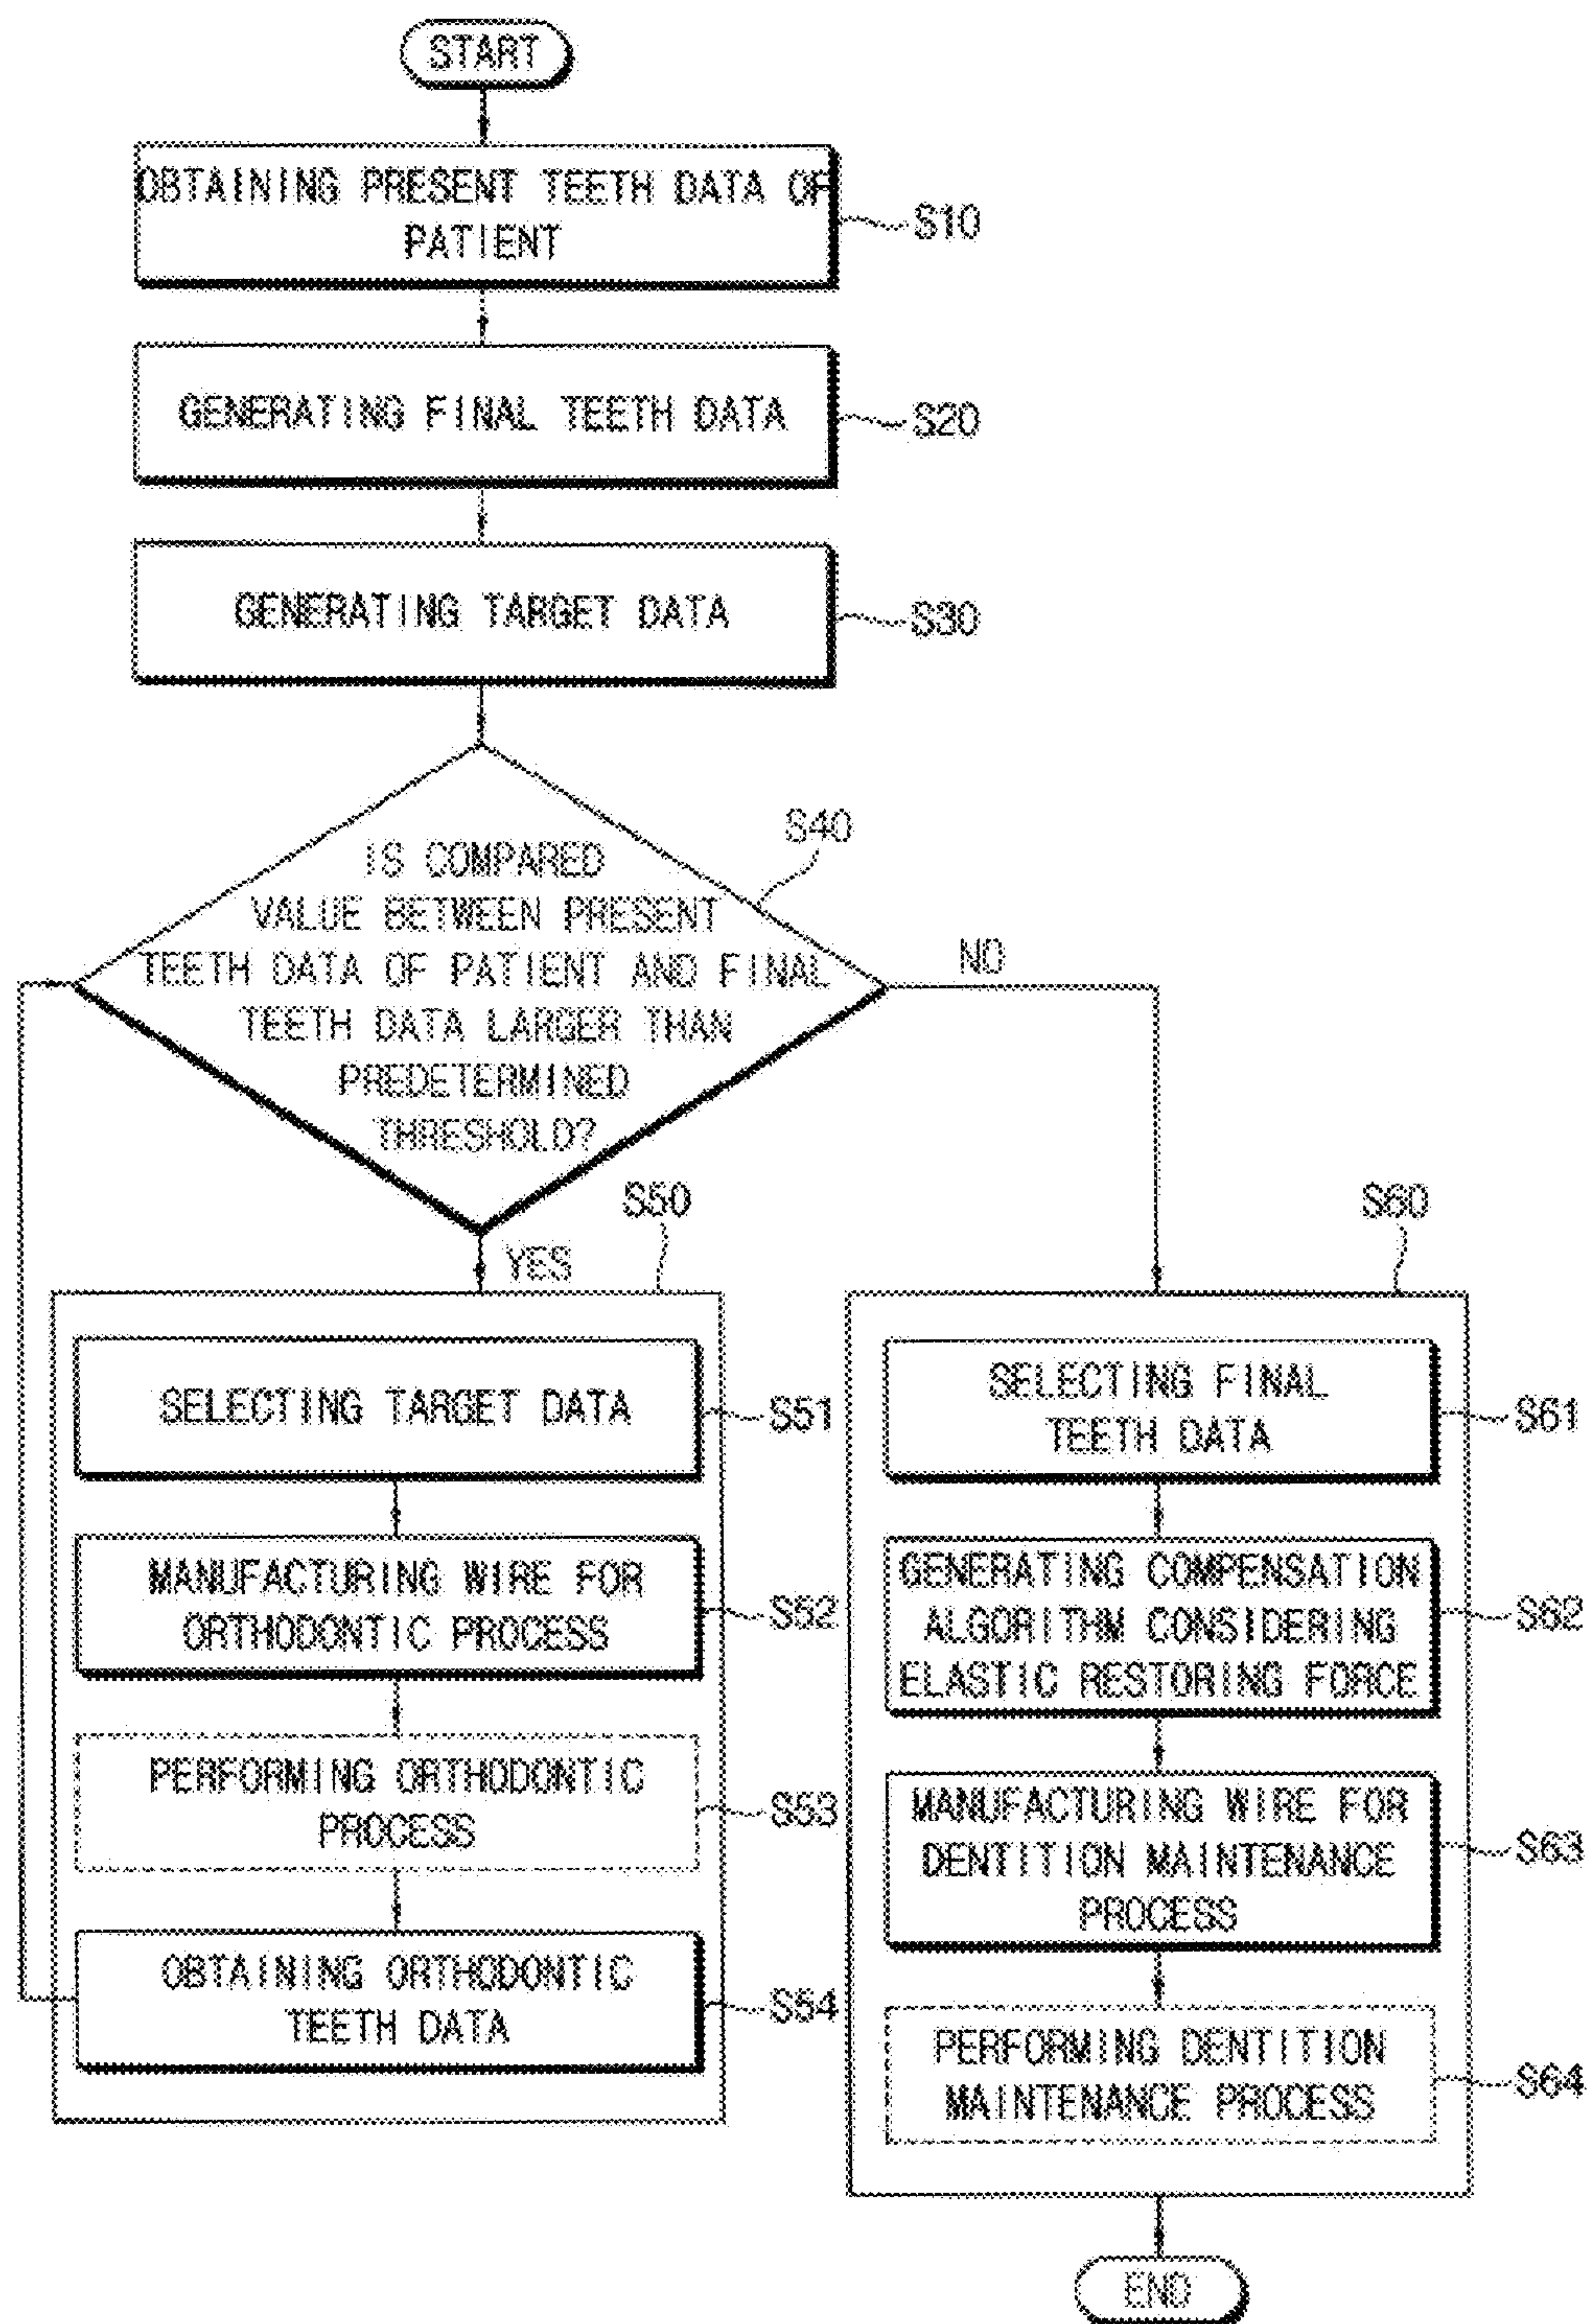 START
OBTAINING PRESENT TEETH DATA OF
PATIENT
S10
GENERATING FINAL TEETH DATA
S20
GENERATING TARGET DATA
S30
S40
IS COMPARED
VALUE BETWEEN PRESENT
TEETH DATA OF PATIENT AND FINAL
TEETH DATA LARGER THAN
PREDETERMINED
THRESHOLD?
NO
YES
S50
SELECTING TARGET DATA
S51
MANUFACTURING WIRE FOR
ORTHODONTIC PROCESS
S52
PERFORMING ORTHODONTIC
PROCESS
S53
OBTAINING ORTHODONTIC
TEETH DATA
S54
S60
SELECTING FINAL
TEETH DATA
S61
GENERATING COMPENSATION
ALGORITHM CONSIDERING
ELASTIC RESTORING FORCE
S62
MANUFACTURING WIRE FOR
DENTITION MAINTENANCE
PROCESS
S63
PERFORMING DENTITION
MAINTENANCE PROCESS
S64
END